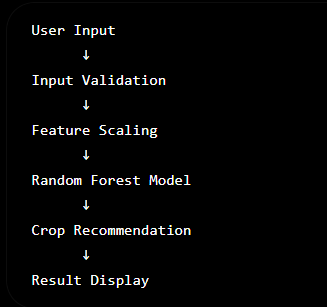 User Input
↓
Input Validation
↓
Feature Scaling
↓
Random Forest Model
↓
Crop Recommendation
↓
Result Display